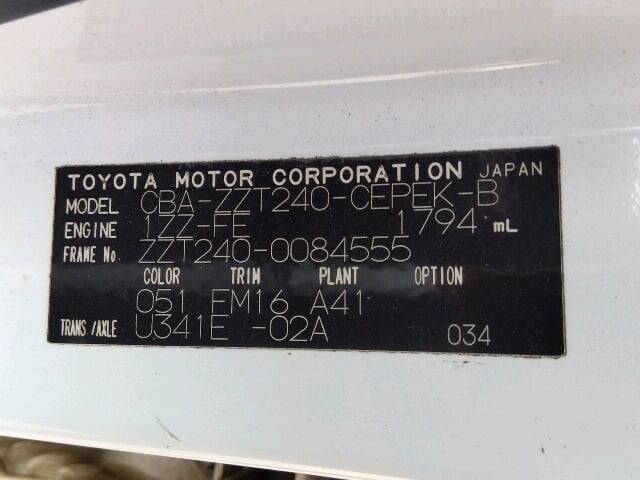 TOYOTA MOTOR CORPORATION JAPAN
MODEL CBA-ZZT240-CEPEK-B
ENGINE 1ZZ-FE 1794 mL
FRAME No. ZZT240-0084555
COLOR TRIM PLANT OPTION
051 FM16 A41
TRANS./AXLE U341E -02A 034